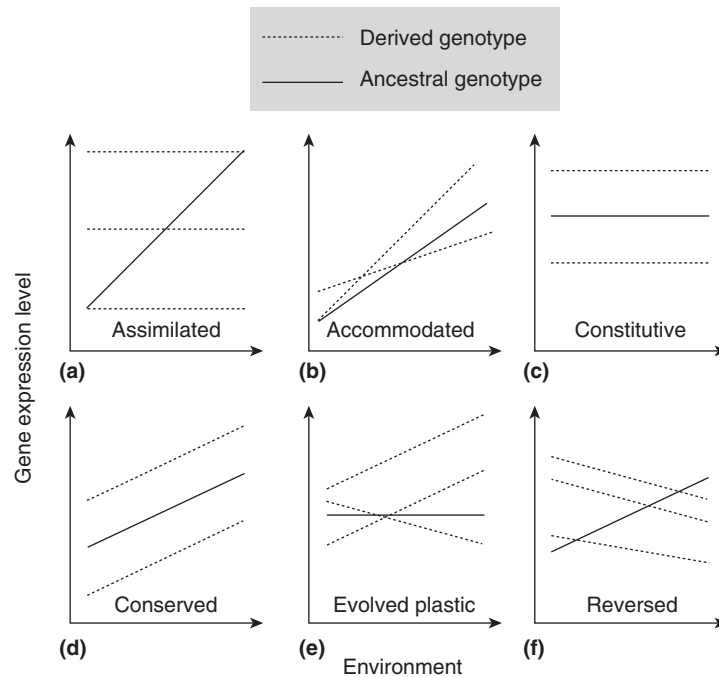 Derived genotype
Ancestral genotype
Gene expression level
Assimilated
(a)
Accommodated
(b)
Constitutive
(c)
Conserved
(d)
Evolved plastic
(e)
Reversed
(f)
Environment